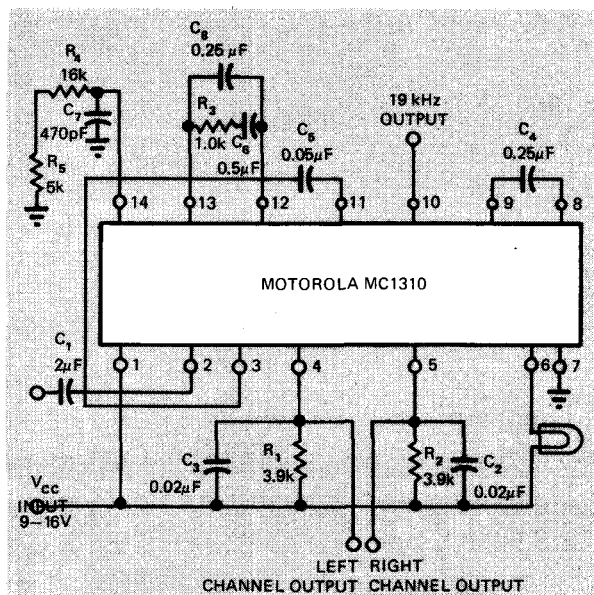 C₈
0.25μF
R₄
16k
C₇
470pF
R₅
5k
R₃
1.0k
C₆
0.5μF
C₅
0.05μF
19 kHz
OUTPUT
C₄
0.25μF
14
13
12
11
10
9
8
MOTOROLA MC1310
C₁
2μF
1
2
3
4
5
6
7
C₃
0.02μF
R₁
3.9k
R₂
3.9k
C₂
0.02μF
VCC
INPUT
9–16V
LEFT
CHANNEL OUTPUT
RIGHT
CHANNEL OUTPUT